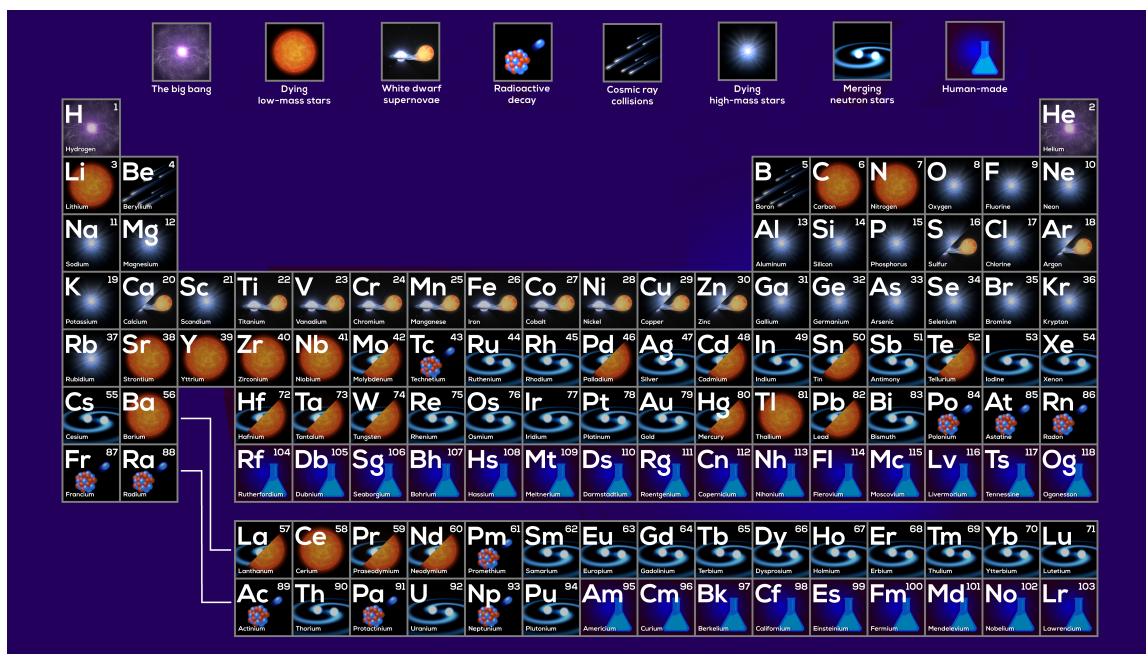 The big bang
Dying
low-mass stars
White dwarf
supernovae
Radioactive
decay
Cosmic ray
collisions
Dying
high-mass stars
Merging
neutron stars
Human-made
H 1
Hydrogen
He 2
Helium
Li 3
Lithium
Be 4
Beryllium
B 5
Boron
C 6
Carbon
N 7
Nitrogen
O 8
Oxygen
F 9
Fluorine
Ne 10
Neon
Na 11
Sodium
Mg 12
Magnesium
Al 13
Aluminum
Si 14
Silicon
P 15
Phosphorus
S 16
Sulfur
Cl 17
Chlorine
Ar 18
Argon
K 19
Potassium
Ca 20
Calcium
Sc 21
Scandium
Ti 22
Titanium
V 23
Vanadium
Cr 24
Chromium
Mn 25
Manganese
Fe 26
Iron
Co 27
Cobalt
Ni 28
Nickel
Cu 29
Copper
Zn 30
Zinc
Ga 31
Gallium
Ge 32
Germanium
As 33
Arsenic
Se 34
Selenium
Br 35
Bromine
Kr 36
Krypton
Rb 37
Rubidium
Sr 38
Strontium
Y 39
Yttrium
Zr 40
Zirconium
Nb 41
Niobium
Mo 42
Molybdenum
Tc 43
Technetium
Ru 44
Ruthenium
Rh 45
Rhodium
Pd 46
Palladium
Ag 47
Silver
Cd 48
Cadmium
In 49
Indium
Sn 50
Tin
Sb 51
Antimony
Te 52
Tellurium
I 53
Iodine
Xe 54
Xenon
Cs 55
Cesium
Ba 56
Barium
Hf 72
Hafnium
Ta 73
Tantalum
W 74
Tungsten
Re 75
Rhenium
Os 76
Osmium
Ir 77
Iridium
Pt 78
Platinum
Au 79
Gold
Hg 80
Mercury
Tl 81
Thallium
Pb 82
Lead
Bi 83
Bismuth
Po 84
Polonium
At 85
Astatine
Rn 86
Radon
Fr 87
Francium
Ra 88
Radium
Rf 104
Rutherfordium
Db 105
Dubnium
Sg 106
Seaborgium
Bh 107
Bohrium
Hs 108
Hassium
Mt 109
Meitnerium
Ds 110
Darmstadtium
Rg 111
Roentgenium
Cn 112
Copernicium
Nh 113
Nihonium
Fl 114
Flerovium
Mc 115
Moscovium
Lv 116
Livermorium
Ts 117
Tennessine
Og 118
Oganesson
La 57
Lanthanum
Ce 58
Cerium
Pr 59
Praseodymium
Nd 60
Neodymium
Pm 61
Promethium
Sm 62
Samarium
Eu 63
Europium
Gd 64
Gadolinium
Tb 65
Terbium
Dy 66
Dysprosium
Ho 67
Holmium
Er 68
Erbium
Tm 69
Thulium
Yb 70
Ytterbium
Lu 71
Lutetium
Ac 89
Actinium
Th 90
Thorium
Pa 91
Protactinium
U 92
Uranium
Np 93
Neptunium
Pu 94
Plutonium
Am 95
Americium
Cm 96
Curium
Bk 97
Berkelium
Cf 98
Californium
Es 99
Einsteinium
Fm 100
Fermium
Md 101
Mendelevium
No 102
Nobelium
Lr 103
Lawrencium